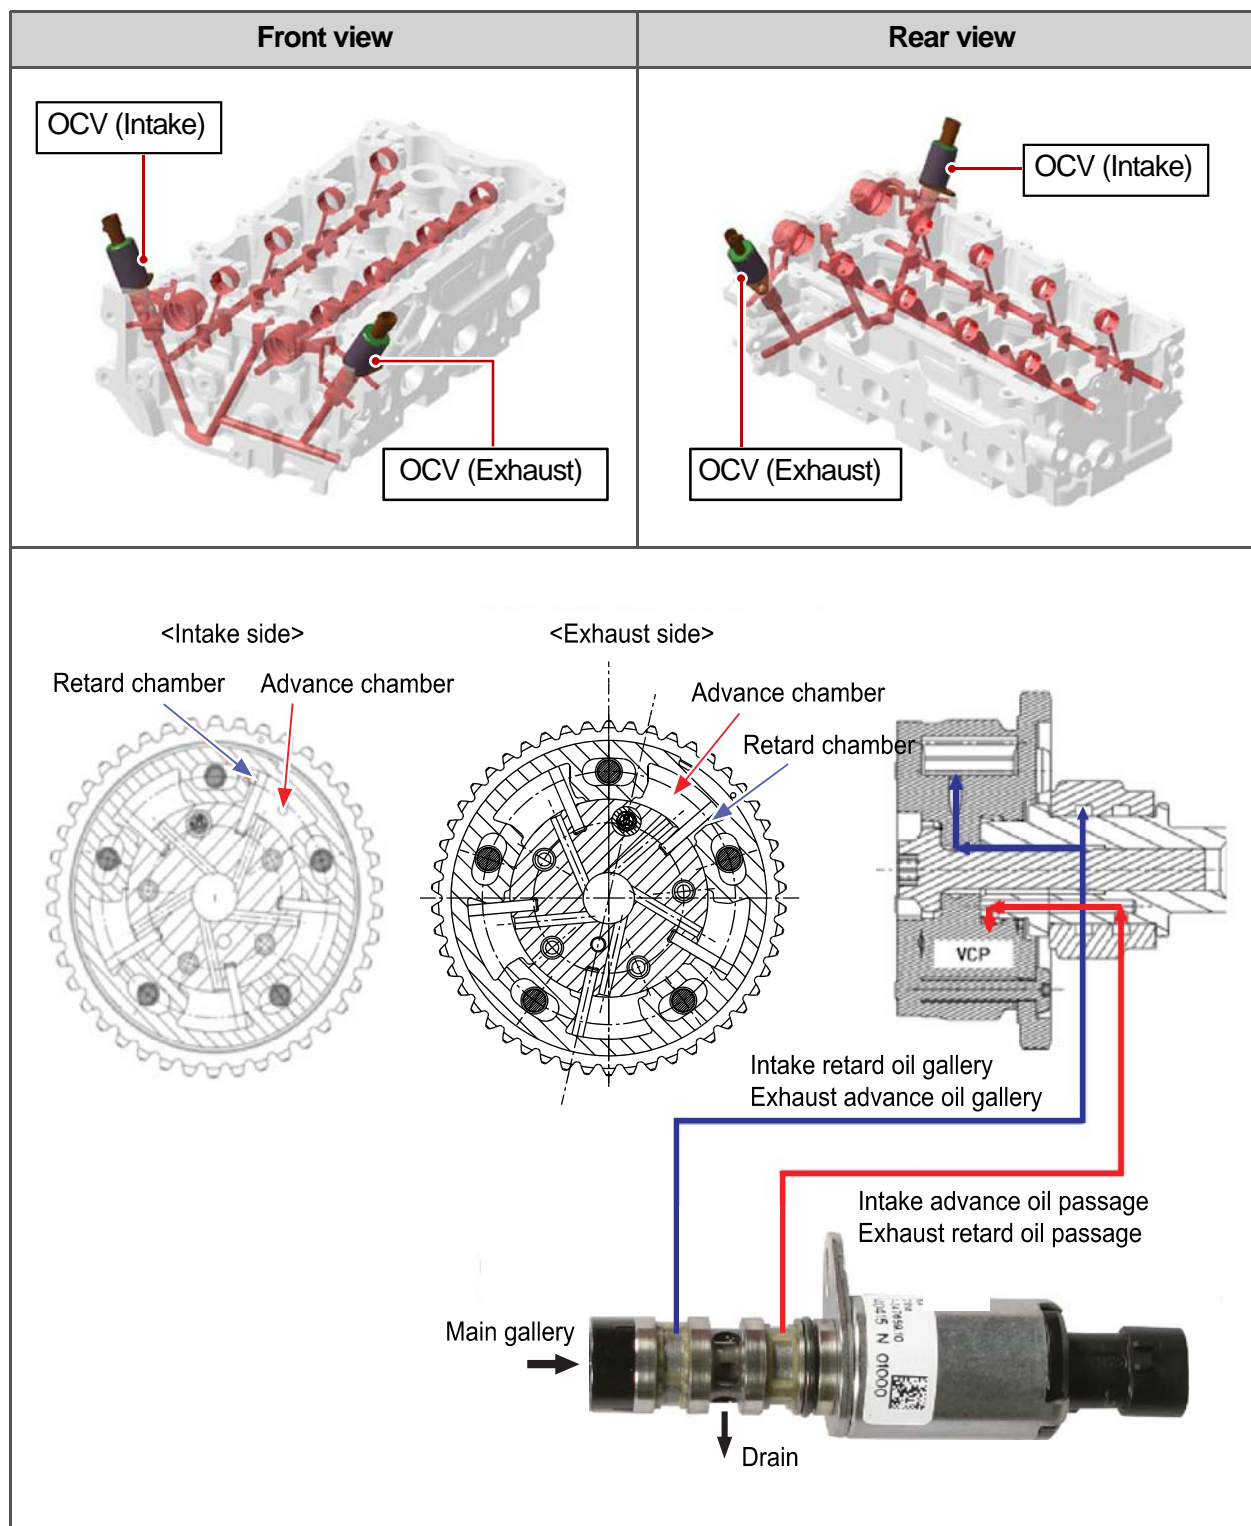 Front view
Rear view
OCV (Intake)
OCV (Exhaust)
OCV (Intake)
OCV (Exhaust)
<Intake side>
<Exhaust side>
Retard chamber
Advance chamber
Advance chamber
Retard chamber
VCP
Intake retard oil gallery
Exhaust advance oil gallery
Intake advance oil passage
Exhaust retard oil passage
Main gallery
Drain
N 01000